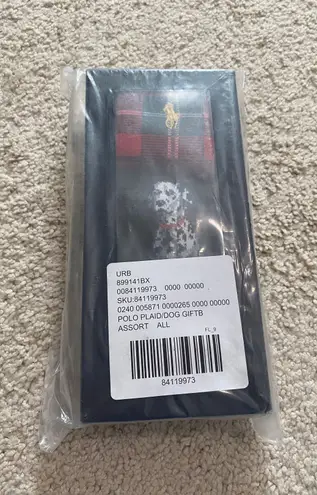 URB
899141BX
0084119973 0000 00000
SKU:84119973
0240 005871 0000265 0000 00000
POLO PLAID/DOG GIFTB
ASSORT ALL
FL_9
84119973